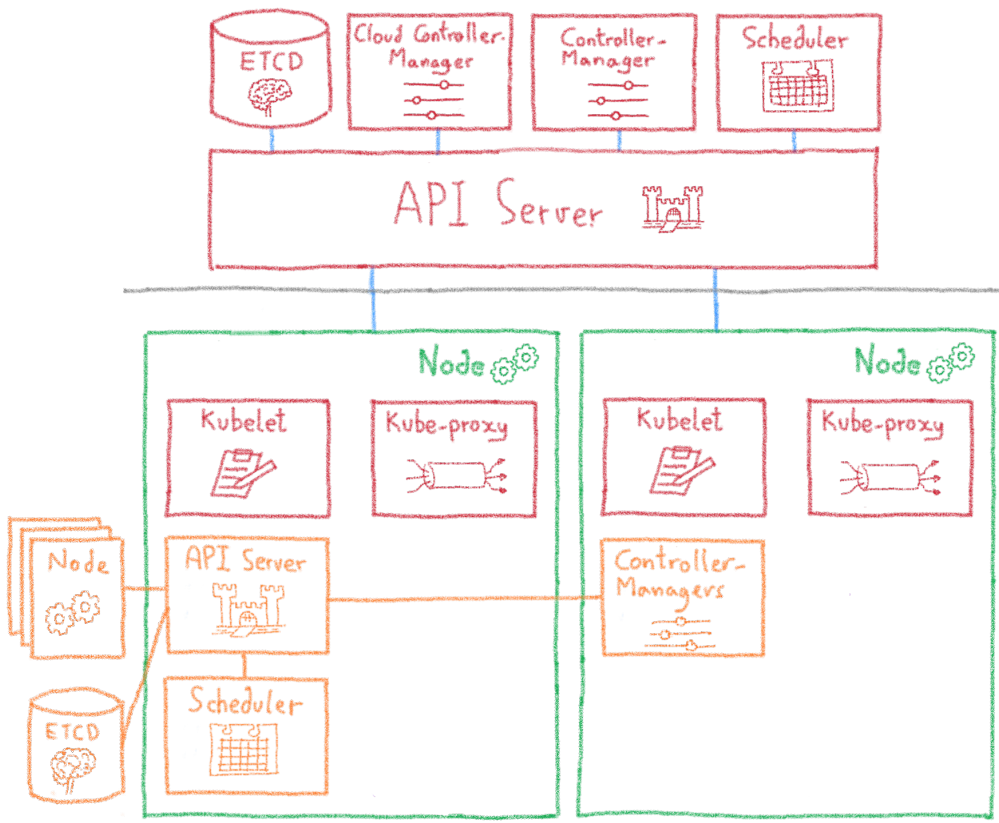 ETCD
Cloud Controller-
Manager
Controller-
Manager
Scheduler
API Server
Node
Kubelet
Kube-proxy
Node
Kubelet
Kube-proxy
Node
API Server
Controller-
Managers
ETCD
Scheduler